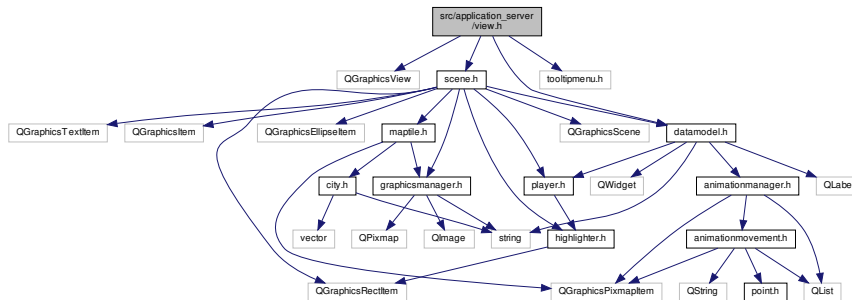 src/application_server
/view.h
QGraphicsView
scene.h
tooltipmenu.h
QGraphicsTextItem
QGraphicsItem
QGraphicsEllipseItem
maptile.h
QGraphicsScene
datamodel.h
city.h
graphicsmanager.h
player.h
QWidget
animationmanager.h
QLabe
vector
QPixmap
QImage
string
highlighter.h
animationmovement.h
QGraphicsRectItem
QGraphicsPixmapItem
QString
point.h
QList